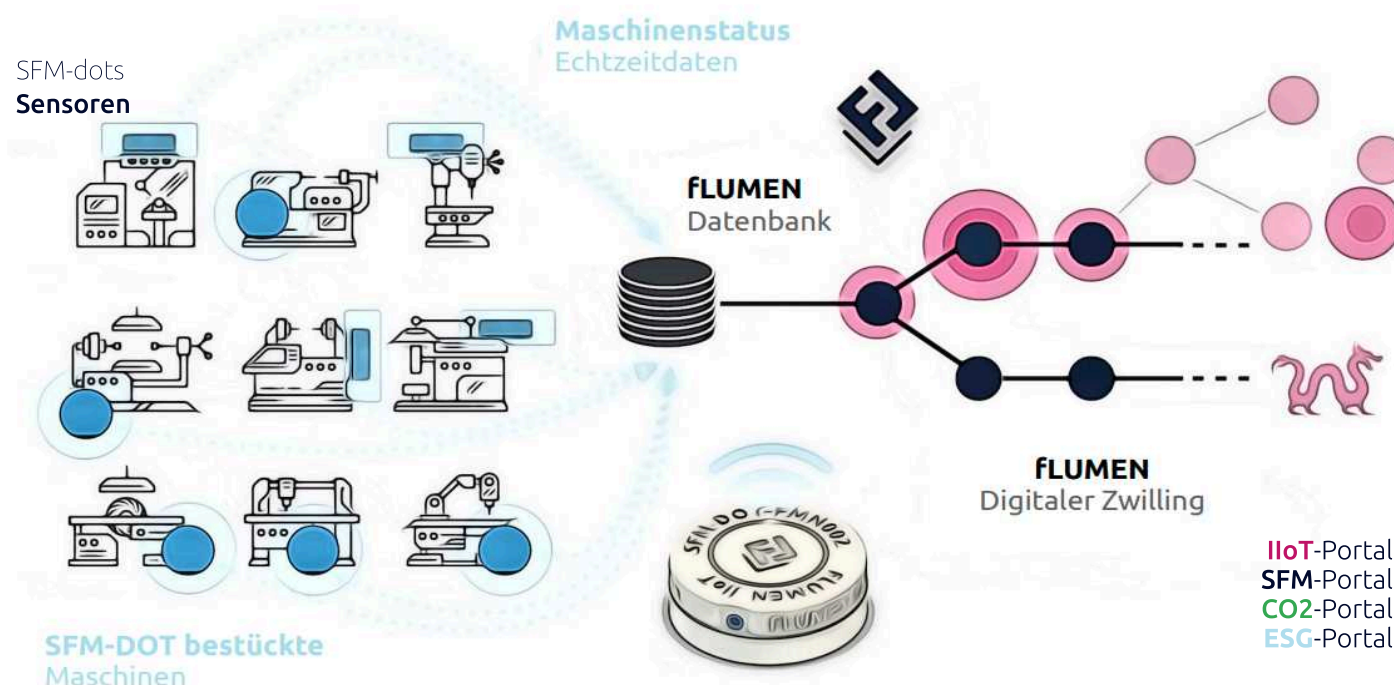 SFM-dots
Sensoren
Maschinenstatus
Echtzeitdaten
fLUMEN
Datenbank
fLUMEN
Digitaler Zwilling
FLUMEN IIoT
SFM-DOT bestückte
Maschinen
IIoT-Portal
SFM-Portal
CO2-Portal
ESG-Portal